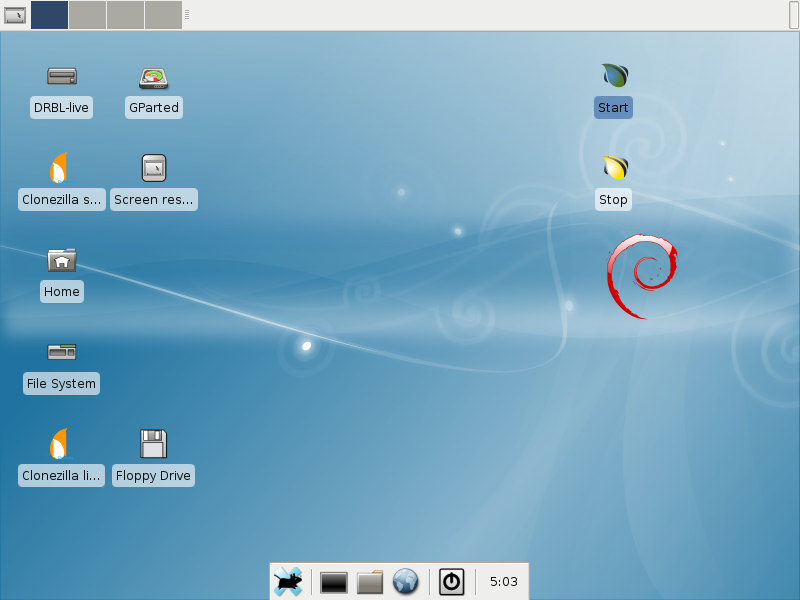 DRBL-live
GParted
Start
Clonezilla s...
Screen res...
Stop
Home
File System
Clonezilla li...
Floppy Drive
5:03